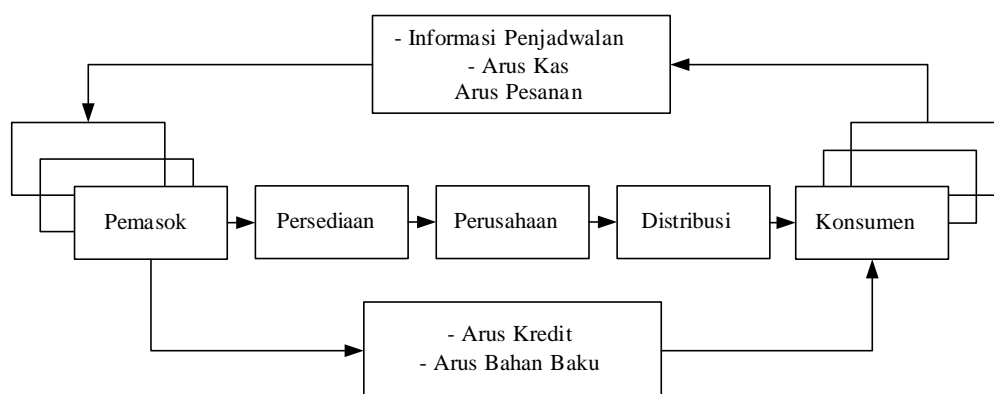 - Informasi Penjadwalan
- Arus Kas
Arus Pesanan
Pemasok
Persediaan
Perusahaan
Distribusi
Konsumen
- Arus Kredit
- Arus Bahan Baku